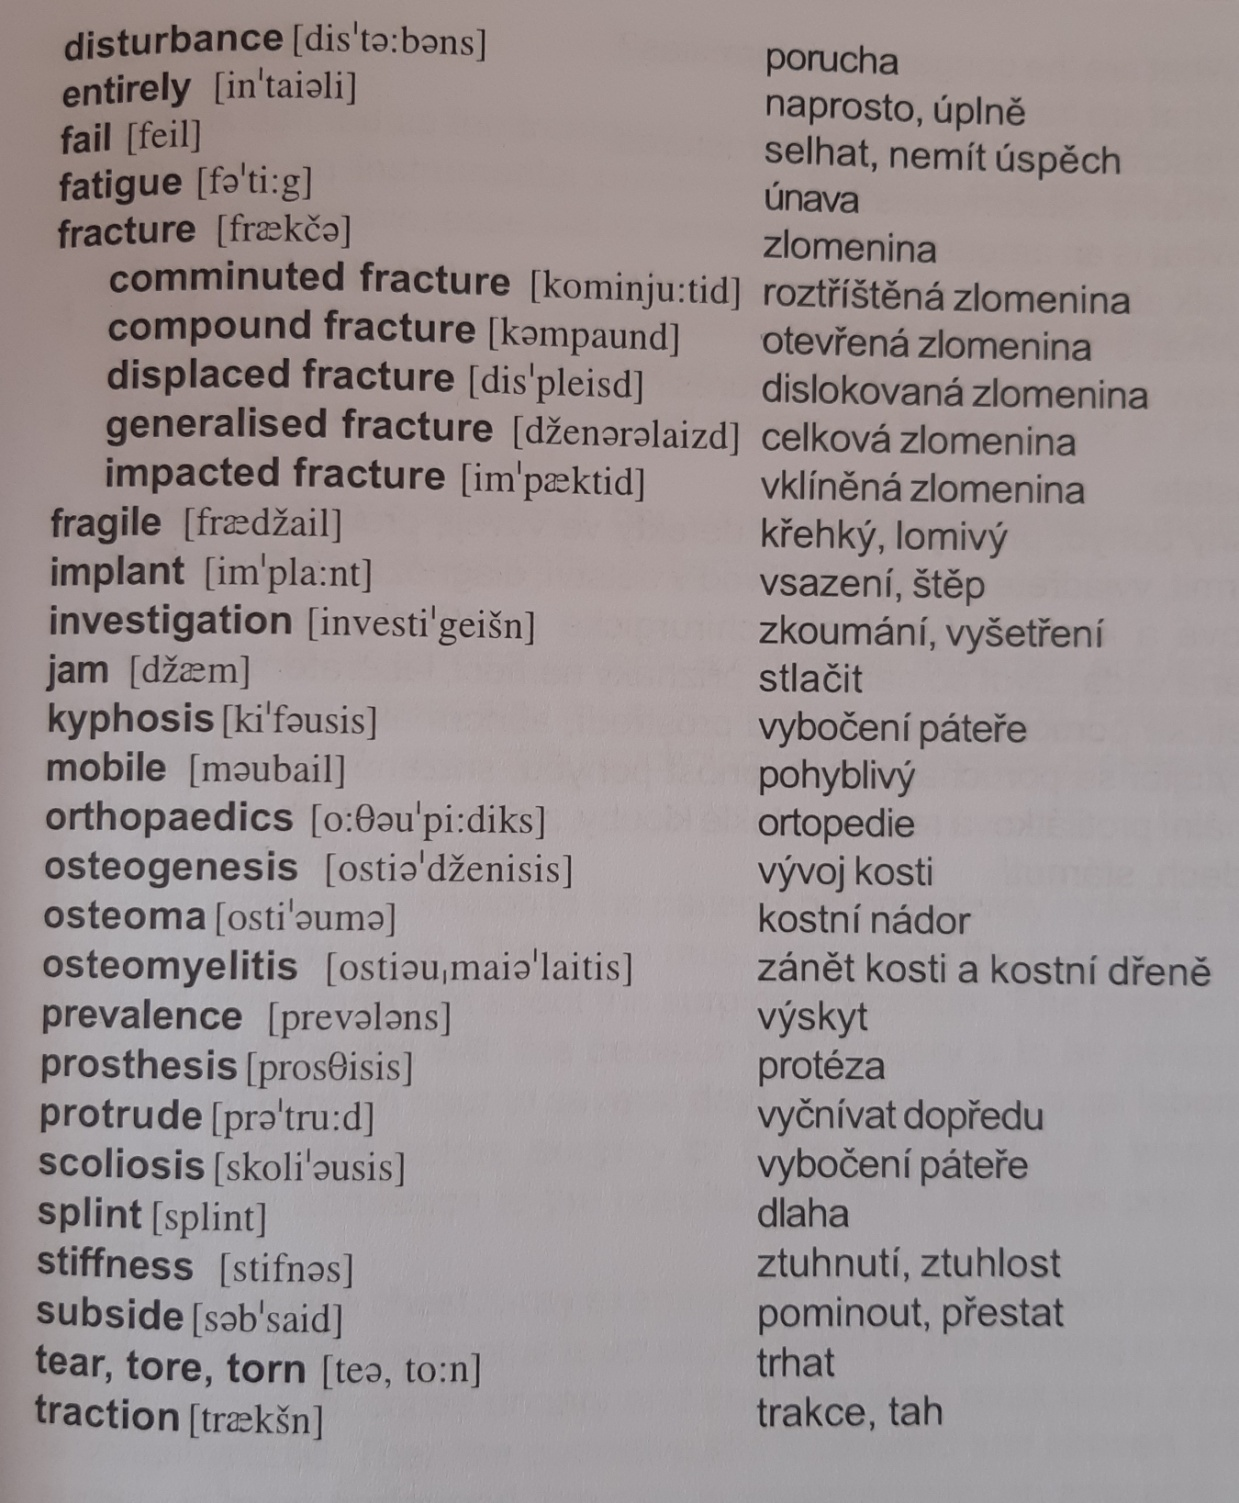 disturbance [dis'tə:bəns] porucha
entirely [in'taiəli] naprosto, úplně
fail [feil] selhat, nemít úspěch
fatigue [fə'ti:g] únava
fracture [frækčə] zlomenina
comminuted fracture [kominju:tid] roztříštěná zlomenina
compound fracture [kəmpaund] otevřená zlomenina
displaced fracture [dis'pleisd] dislokovaná zlomenina
generalised fracture [dženərəlaizd] celková zlomenina
impacted fracture [im'pæktid] vklíněná zlomenina
fragile [frædžail] křehký, lomivý
implant [im'pla:nt] vsazení, štěp
investigation [investi'geišn] zkoumání, vyšetření
jam [džæm] stlačit
kyphosis [ki'fəusis] vybočení páteře
mobile [məubail] pohyblivý
orthopaedics [o:θəu'pi:diks] ortopedie
osteogenesis [ostiə'dženisis] vývoj kosti
osteoma [osti'əumə] kostní nádor
osteomyelitis [ostiəuˌmaiə'laitis] zánět kosti a kostní dřeně
prevalence [prevələns] výskyt
prosthesis [prosθisis] protéza
protrude [prə'tru:d] vyčnívat dopředu
scoliosis [skoli'əusis] vybočení páteře
splint [splint] dlaha
stiffness [stifnəs] ztuhnutí, ztuhlost
subside [səb'said] pominout, přestat
tear, tore, torn [teə, to:n] trhat
traction [trækšn] trakce, tah